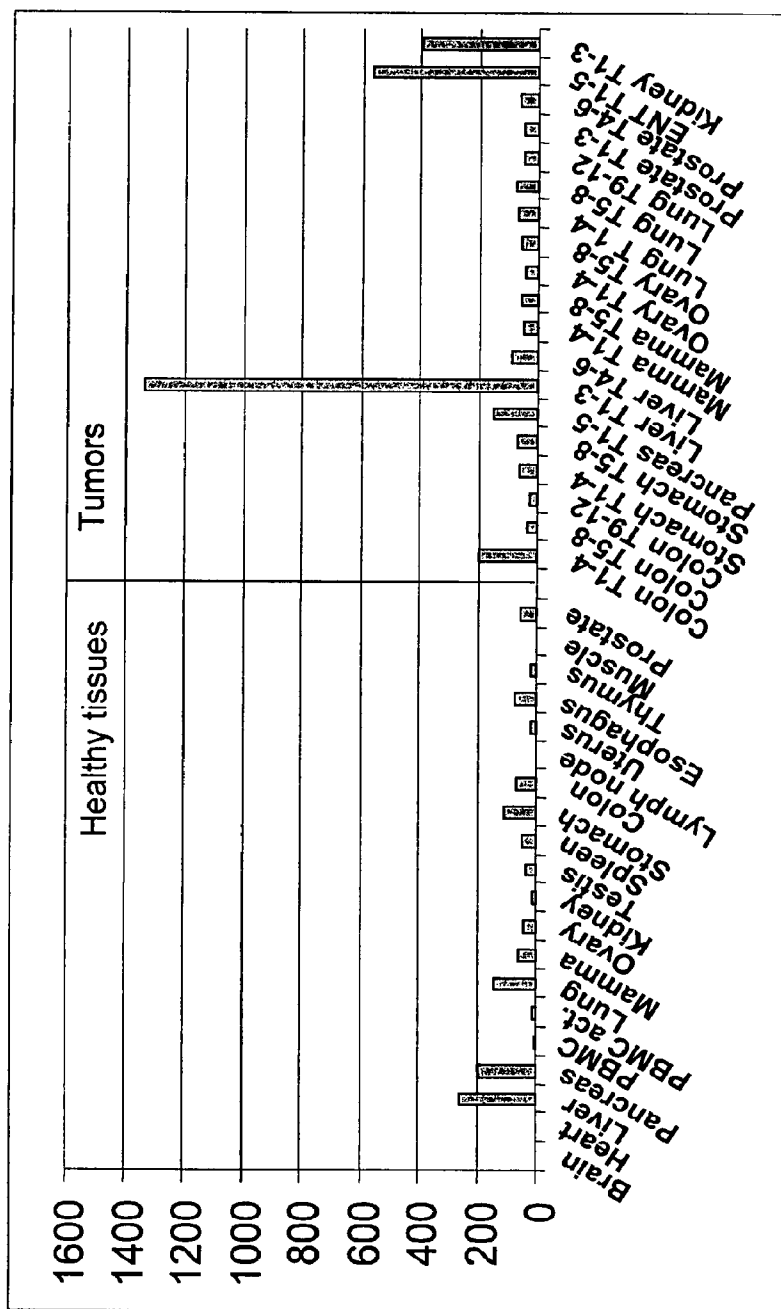 Healthy tissues
Tumors
1600
1400
1200
1000
800
600
400
200
0
Brain
Heart
Liver
Pancreas
PBMC
PBMC act.
Lung
Mamma
Ovary
Kidney
Testis
Spleen
Stomach
Colon
Lymph node
Uterus
Esophagus
Thymus
Muscle
Prostate
Colon T1-4
Colon T5-8
Colon T9-12
Stomach T1-4
Stomach T5-8
Pancreas T1-5
Liver T1-3
Liver T4-6
Mamma T1-4
Mamma T5-8
Ovary T1-4
Ovary T5-8
Lung T 1-4
Lung T5-8
Lung T9-12
Prostate T1-3
Prostate T4-6
ENT T1-5
Kidney T1-3